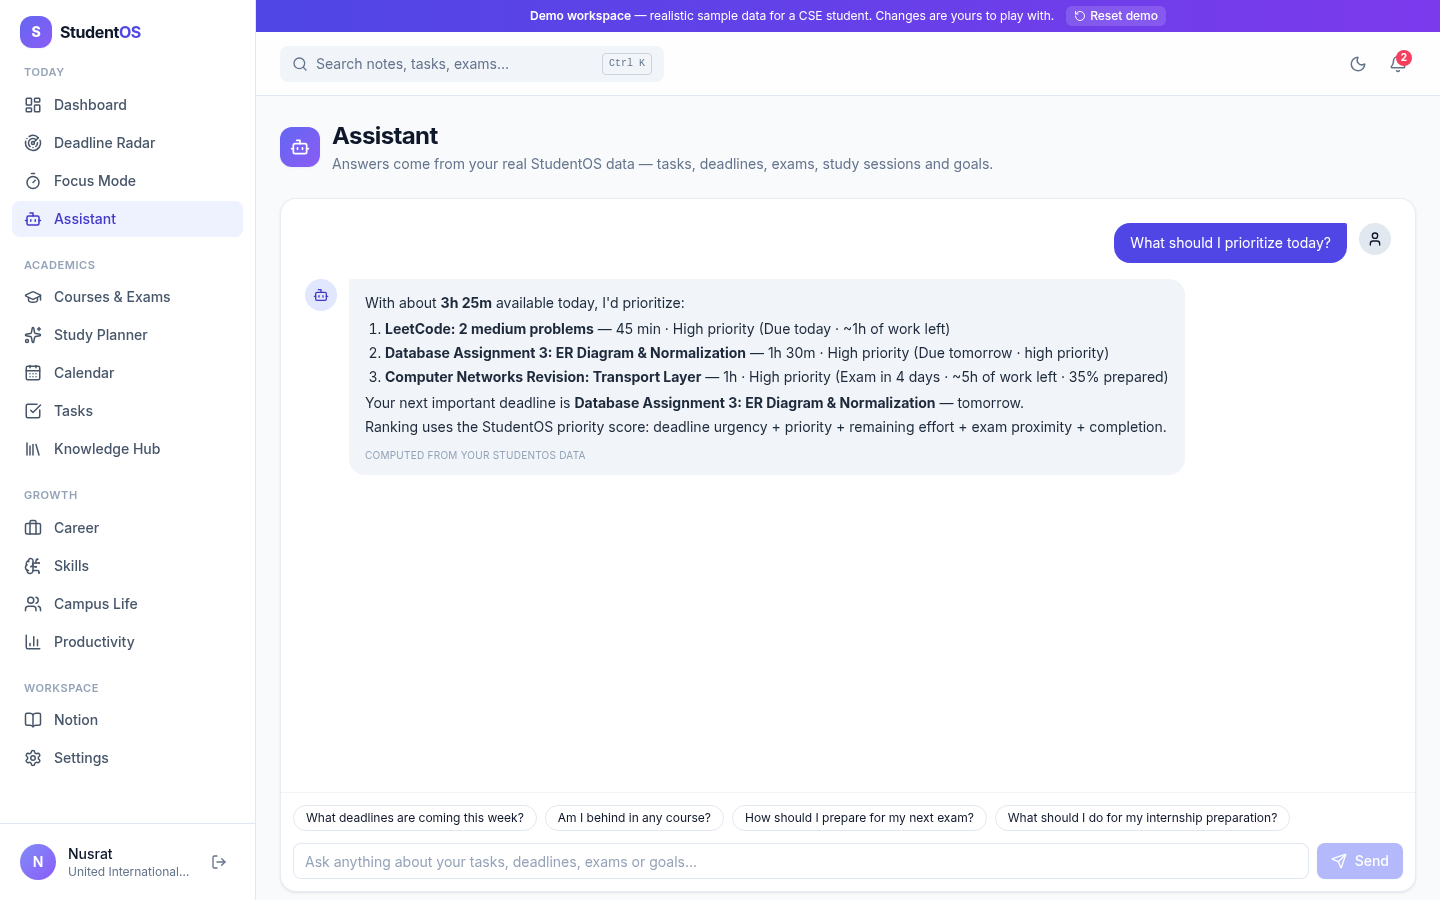 S StudentOS
TODAY
Dashboard
Deadline Radar
Focus Mode
Assistant
ACADEMICS
Courses & Exams
Study Planner
Calendar
Tasks
Knowledge Hub
GROWTH
Career
Skills
Campus Life
Productivity
WORKSPACE
Notion
Settings
N
Nusrat
United International...
Demo workspace — realistic sample data for a CSE student. Changes are yours to play with. Reset demo
Search notes, tasks, exams... Ctrl K
2
Assistant
Answers come from your real StudentOS data — tasks, deadlines, exams, study sessions and goals.
What should I prioritize today?
With about 3h 25m available today, I'd prioritize:
1. LeetCode: 2 medium problems — 45 min · High priority (Due today · ~1h of work left)
2. Database Assignment 3: ER Diagram & Normalization — 1h 30m · High priority (Due tomorrow · high priority)
3. Computer Networks Revision: Transport Layer — 1h · High priority (Exam in 4 days · ~5h of work left · 35% prepared)
Your next important deadline is Database Assignment 3: ER Diagram & Normalization — tomorrow.
Ranking uses the StudentOS priority score: deadline urgency + priority + remaining effort + exam proximity + completion.
COMPUTED FROM YOUR STUDENTOS DATA
What deadlines are coming this week? Am I behind in any course? How should I prepare for my next exam? What should I do for my internship preparation?
Ask anything about your tasks, deadlines, exams or goals... Send